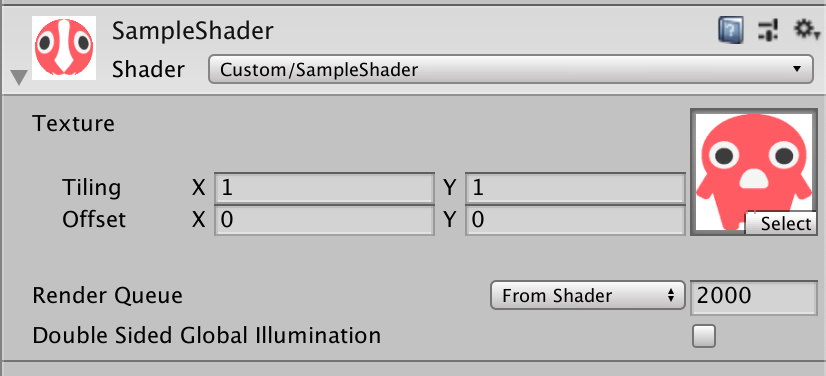 SampleShader
Shader Custom/SampleShader
Texture
Tiling X 1 Y 1
Offset X 0 Y 0
Select
Render Queue From Shader 2000
Double Sided Global Illumination